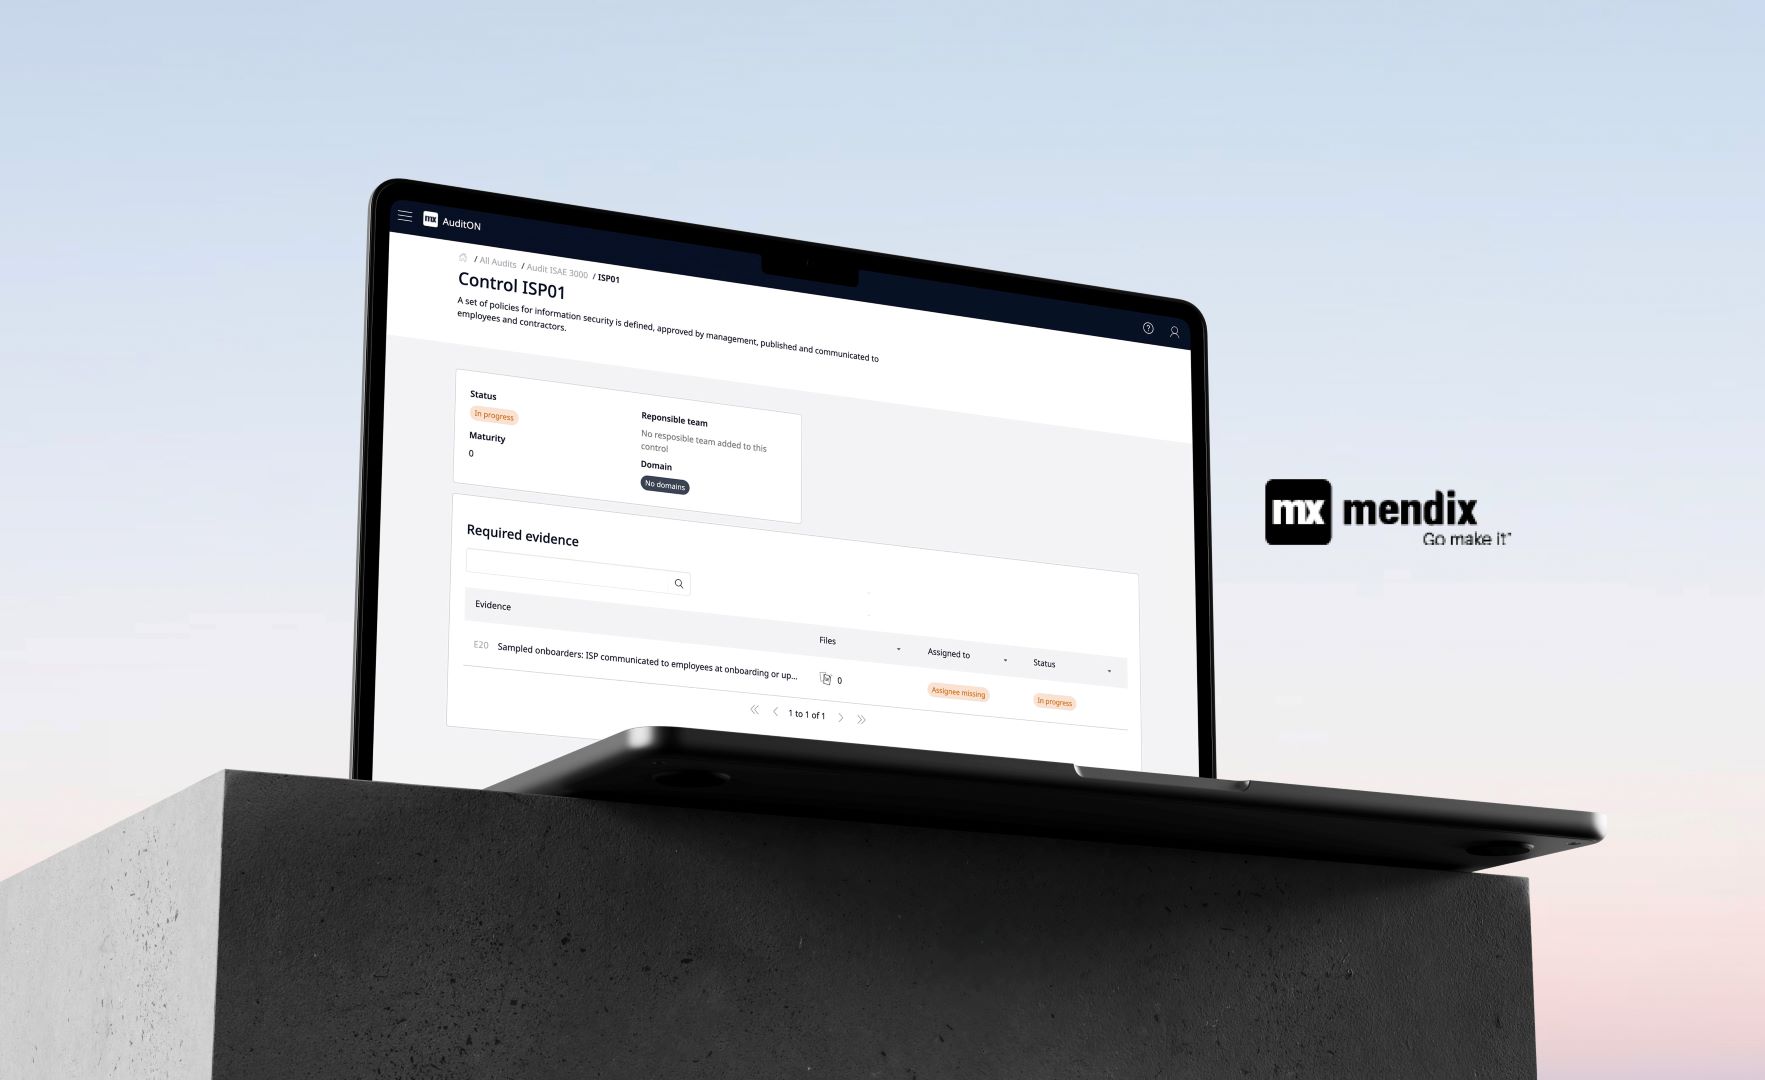 mx AuditON
/ All Audits / Audit ISAE 3000 / ISP01
Control ISP01
A set of policies for information security is defined, approved by management, published and communicated to
employees and contractors.
Status
In progress
Maturity
0
Reponsible team
No resposible team added to this
control
Domain
No domains
Required evidence
Evidence
Files
Assigned to
Status
E20 Sampled onboarders: ISP communicated to employees at onboarding or up...
0
Assignee missing
In progress
1 to 1 of 1
mx mendix
Go make it™